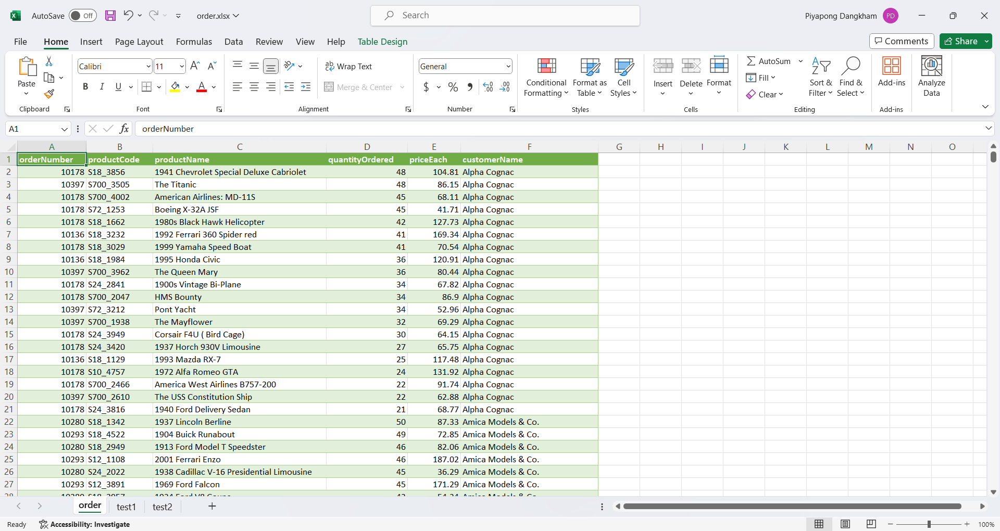 AutoSave Off order.xlsx Search Piyapong Dangkham PD
File Home Insert Page Layout Formulas Data Review View Help Table Design Comments Share
Paste Calibri 11 Wrap Text General Conditional Formatting Format as Table Cell Styles Insert Delete Format AutoSum Sort & Filter Find & Select Add-ins Analyze Data
B I U A Merge & Center $ % Fill
Clear
Clipboard Font Alignment Number Styles Cells Editing Add-ins
A1 fx orderNumber
A B C D E F G H I J K L M N O
1 orderNumber productCode productName quantityOrdered priceEach customerName
2 10178 S18_3856 1941 Chevrolet Special Deluxe Cabriolet 48 104.81 Alpha Cognac
3 10397 S700_3505 The Titanic 48 86.15 Alpha Cognac
4 10178 S700_4002 American Airlines: MD-11S 45 68.11 Alpha Cognac
5 10178 S72_1253 Boeing X-32A JSF 45 41.71 Alpha Cognac
6 10178 S18_1662 1980s Black Hawk Helicopter 42 127.73 Alpha Cognac
7 10136 S18_3232 1992 Ferrari 360 Spider red 41 169.34 Alpha Cognac
8 10178 S18_3029 1999 Yamaha Speed Boat 41 70.54 Alpha Cognac
9 10136 S18_1984 1995 Honda Civic 36 120.91 Alpha Cognac
10 10397 S700_3962 The Queen Mary 36 80.44 Alpha Cognac
11 10178 S24_2841 1900s Vintage Bi-Plane 34 67.82 Alpha Cognac
12 10178 S700_2047 HMS Bounty 34 86.9 Alpha Cognac
13 10397 S72_3212 Pont Yacht 34 52.96 Alpha Cognac
14 10397 S700_1938 The Mayflower 32 69.29 Alpha Cognac
15 10178 S24_3949 Corsair F4U ( Bird Cage) 30 64.15 Alpha Cognac
16 10178 S24_3420 1937 Horch 930V Limousine 27 65.75 Alpha Cognac
17 10136 S18_1129 1993 Mazda RX-7 25 117.48 Alpha Cognac
18 10178 S10_4757 1972 Alfa Romeo GTA 24 131.92 Alpha Cognac
19 10178 S700_2466 America West Airlines B757-200 22 91.74 Alpha Cognac
20 10397 S700_2610 The USS Constitution Ship 22 62.88 Alpha Cognac
21 10178 S24_3816 1940 Ford Delivery Sedan 21 68.77 Alpha Cognac
22 10280 S18_1342 1937 Lincoln Berline 50 87.33 Amica Models & Co.
23 10293 S18_4522 1904 Buick Runabout 49 72.85 Amica Models & Co.
24 10280 S18_2949 1913 Ford Model T Speedster 46 82.06 Amica Models & Co.
25 10293 S12_1108 2001 Ferrari Enzo 46 187.02 Amica Models & Co.
26 10280 S24_2022 1938 Cadillac V-16 Presidential Limousine 45 36.29 Amica Models & Co.
27 10293 S12_3891 1969 Ford Falcon 45 171.29 Amica Models & Co.
order test1 test2
Ready Accessibility: Investigate 100%